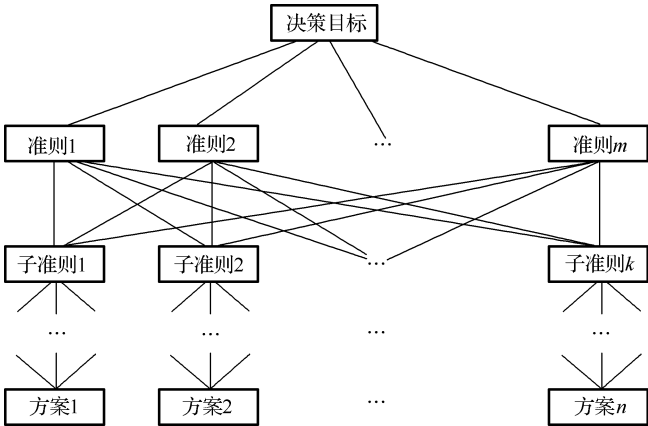 决策目标
准则1 准则2 … 准则m
子准则1 子准则2 … 子准则k
… … … …
方案1 方案2 … 方案n